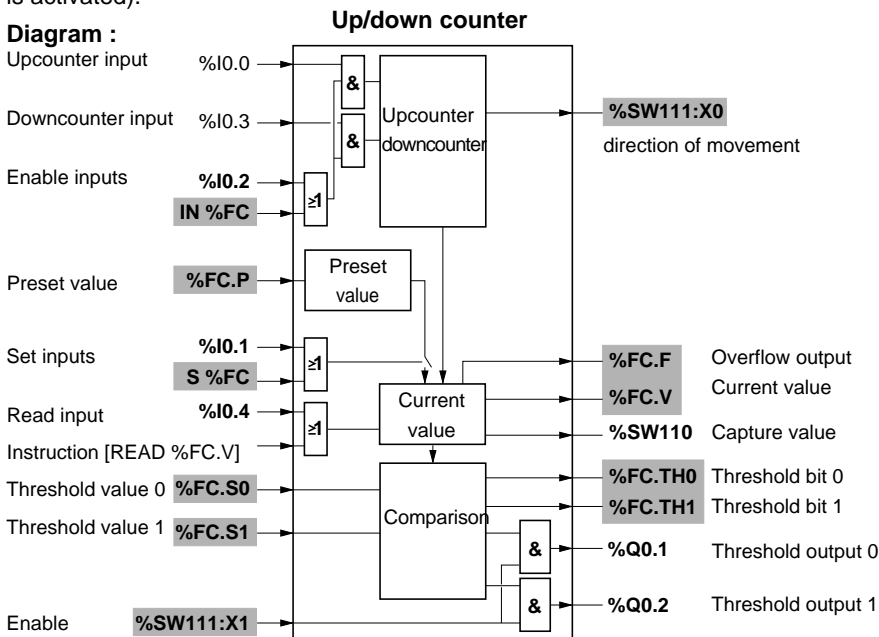 is activated).
Up/down counter
Diagram :
Upcounter input %I0.0
&
Downcounter input %I0.3
&
Upcounter
downcounter
%SW111:X0
direction of movement
Enable inputs %I0.2
IN %FC
≥1
Preset value %FC.P
Preset
value
Set inputs %I0.1
S %FC
≥1
Read input %I0.4
Instruction [READ %FC.V]
≥1
Current
value
%FC.F Overflow output
%FC.V Current value
%SW110 Capture value
Threshold value 0 %FC.S0
Threshold value 1 %FC.S1
Comparison
%FC.TH0 Threshold bit 0
%FC.TH1 Threshold bit 1
& %Q0.1 Threshold output 0
& %Q0.2 Threshold output 1
Enable %SW111:X1